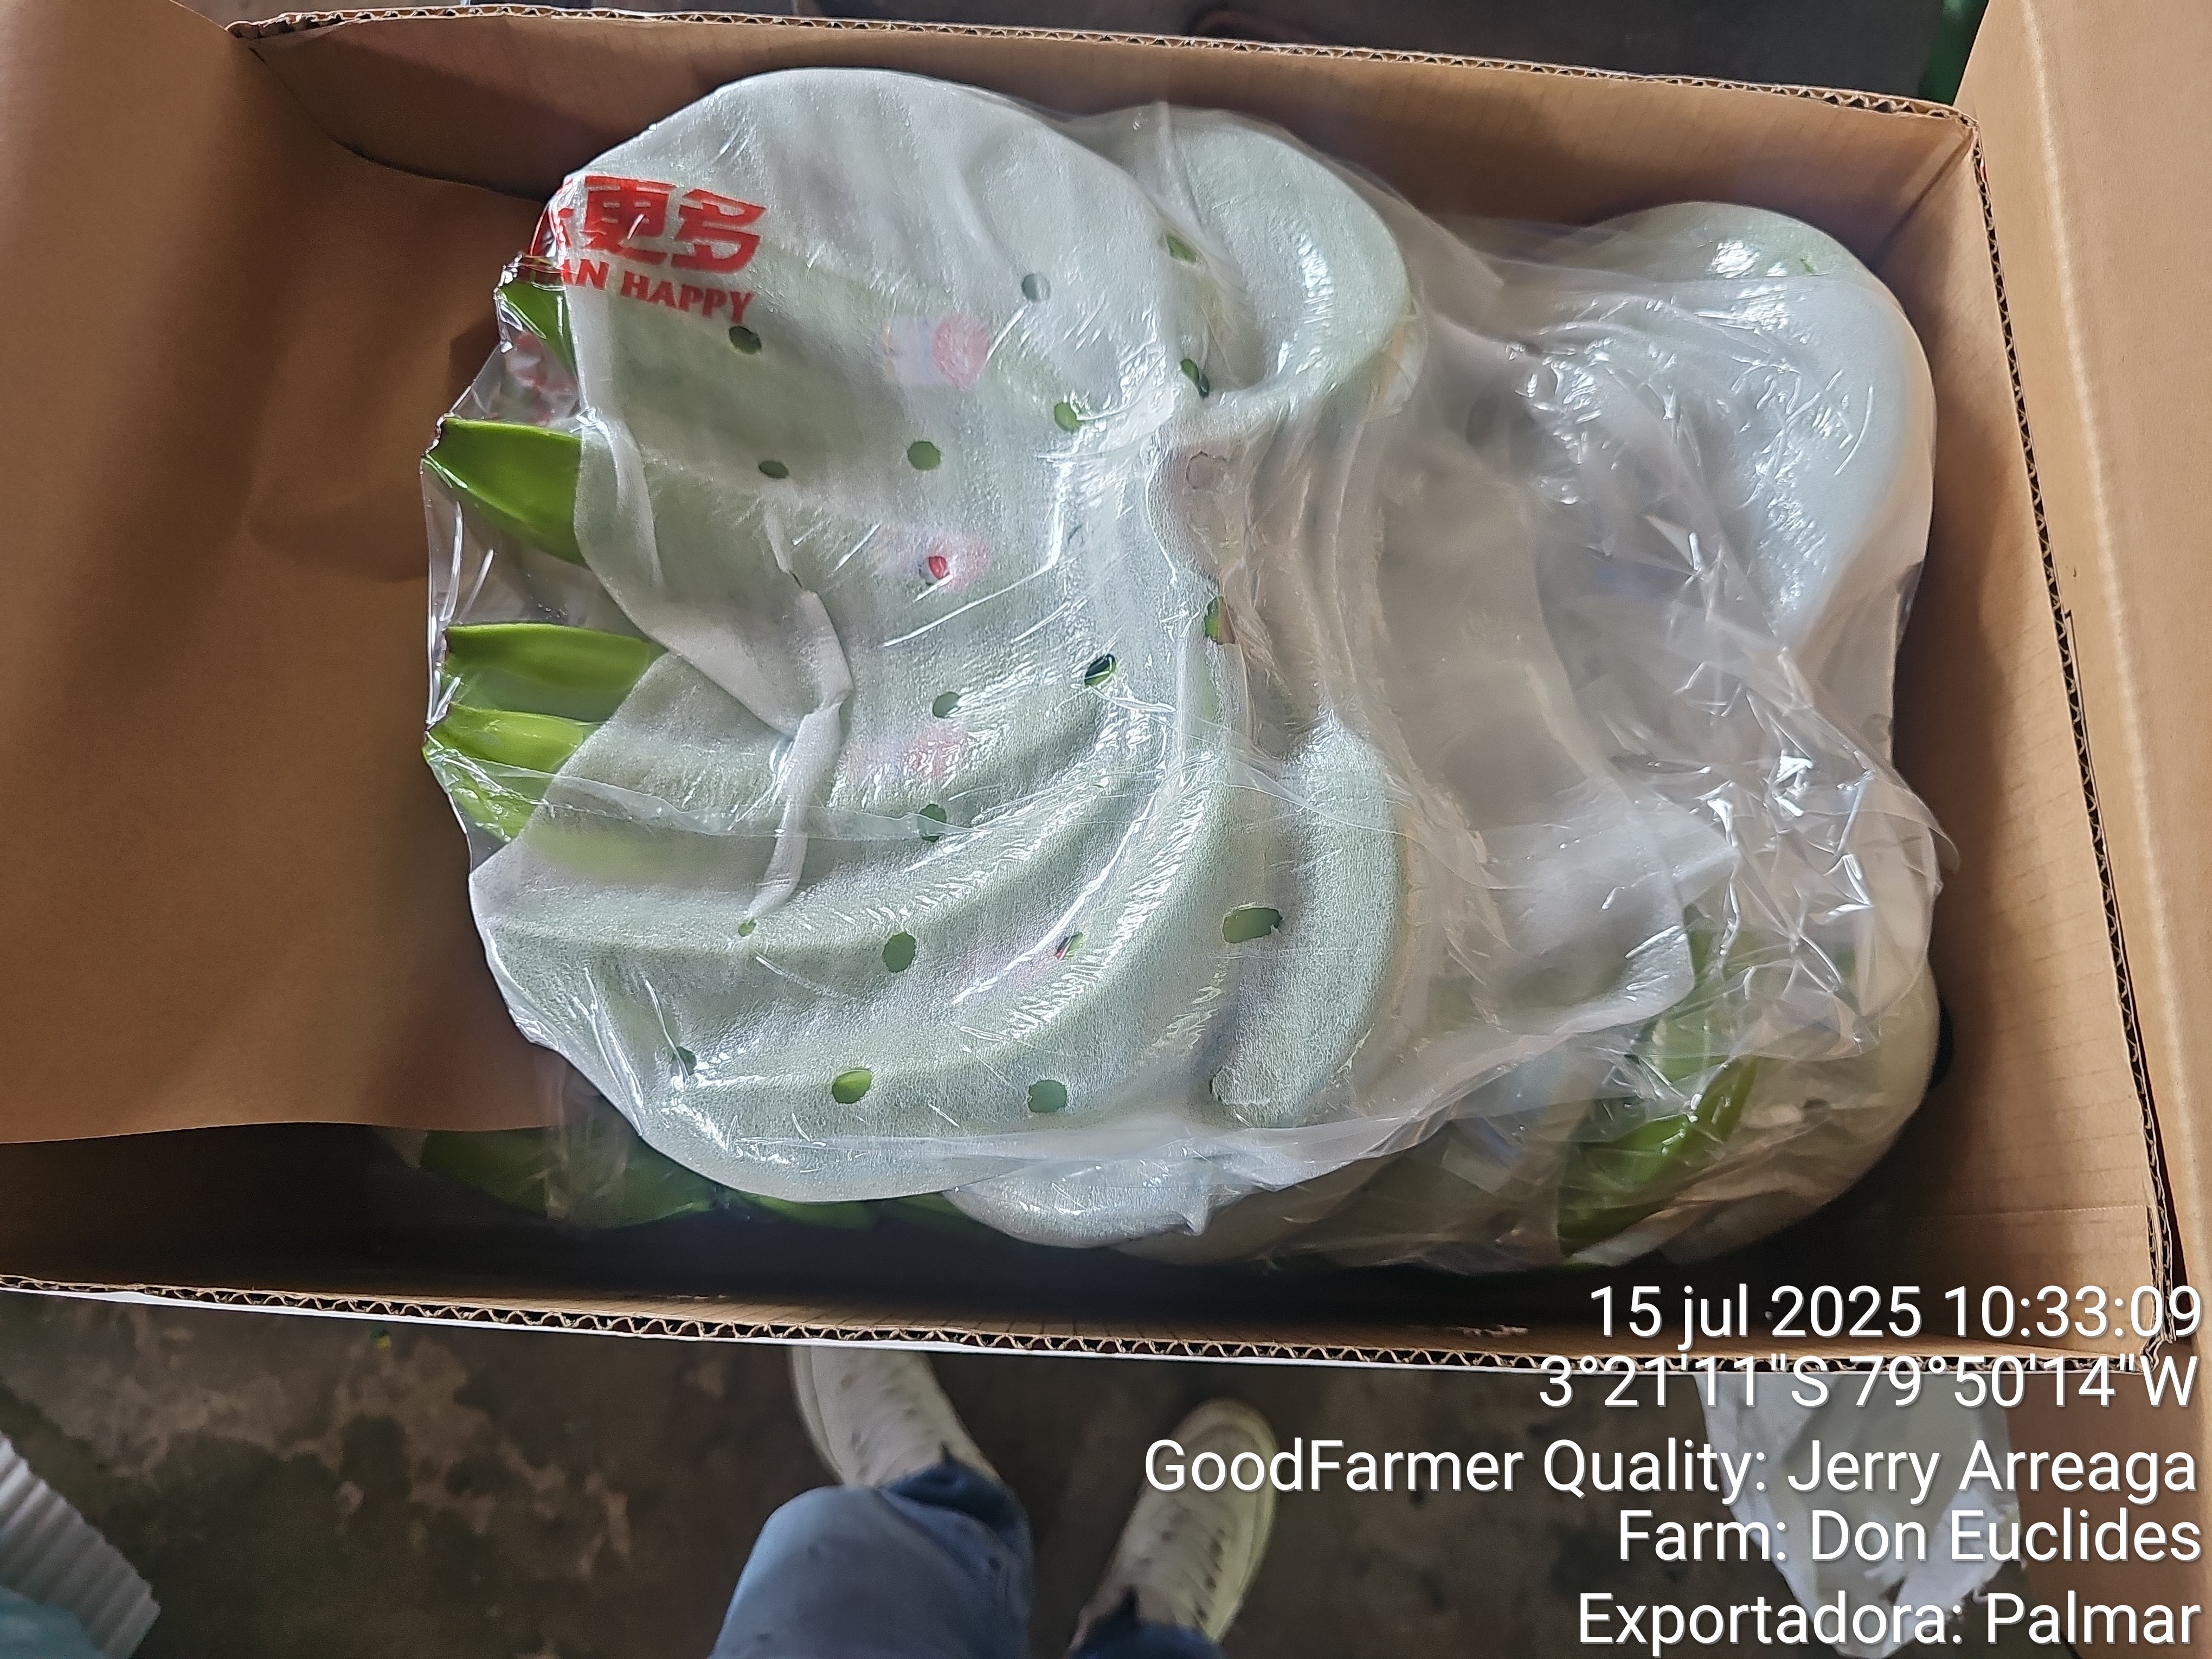 更多
HAPPY
15 jul 2025 10:33:09
3°21'11"S 79°50'14"W
GoodFarmer Quality: Jerry Arreaga
Farm: Don Euclides
Exportadora: Palmar